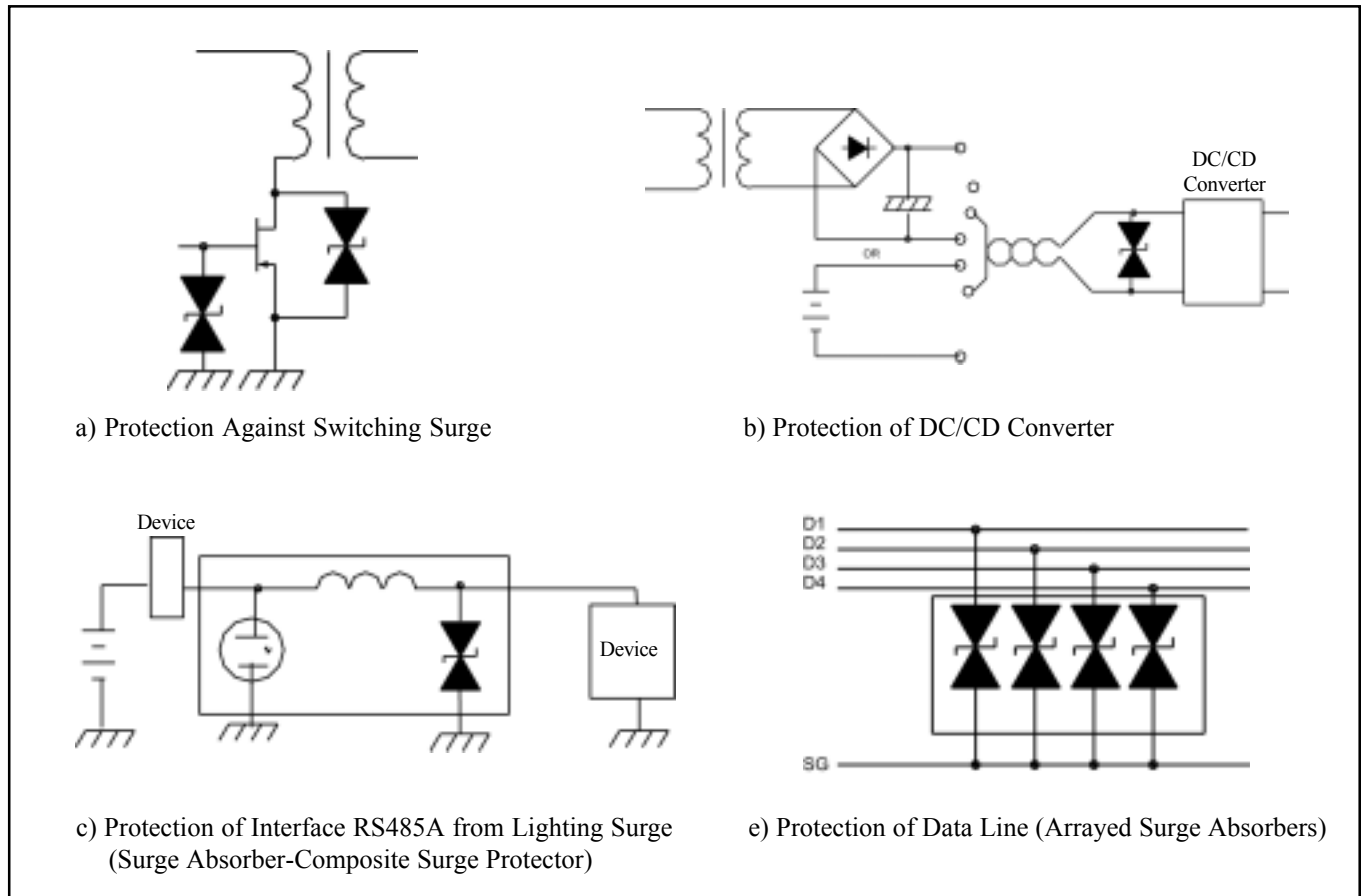 DC/CD
Converter
OR
a) Protection Against Switching Surge
b) Protection of DC/CD Converter
Device
Device
D1
D2
D3
D4
SG
c) Protection of Interface RS485A from Lighting Surge
(Surge Absorber-Composite Surge Protector)
e) Protection of Data Line (Arrayed Surge Absorbers)